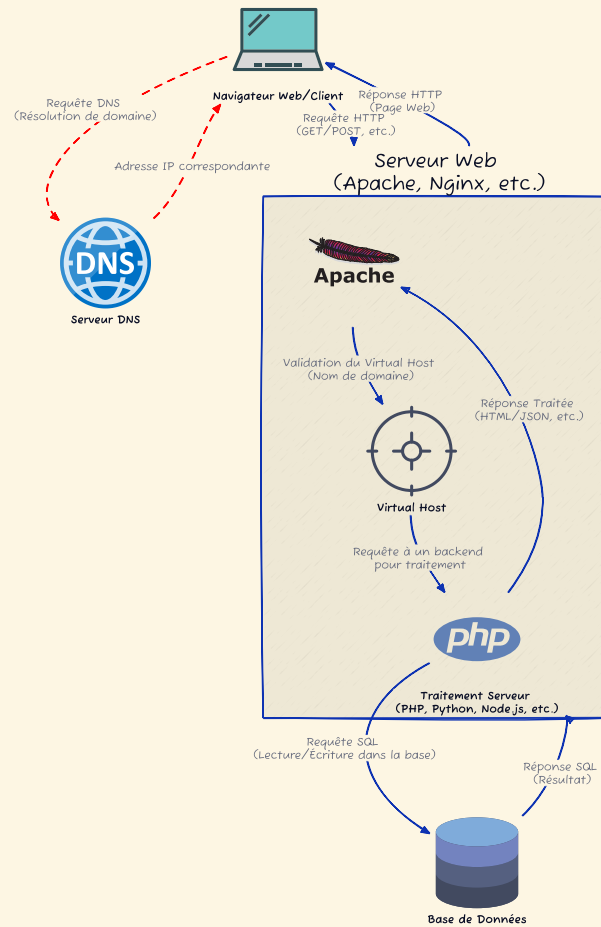 Navigateur Web/Client
Requête DNS
(Résolution de domaine)
Réponse HTTP
(Page Web)
Requête HTTP
(GET/POST, etc.)
Adresse IP correspondante
DNS
Serveur DNS
Serveur Web
(Apache, Nginx, etc.)
Apache
Validation du Virtual Host
(Nom de domaine)
Réponse Traitée
(HTML/JSON, etc.)
Virtual Host
Requête à un backend
pour traitement
php
Traitement Serveur
(PHP, Python, Node.js, etc.)
Requête SQL
(Lecture/Écriture dans la base)
Réponse SQL
(Résultat)
Base de Données